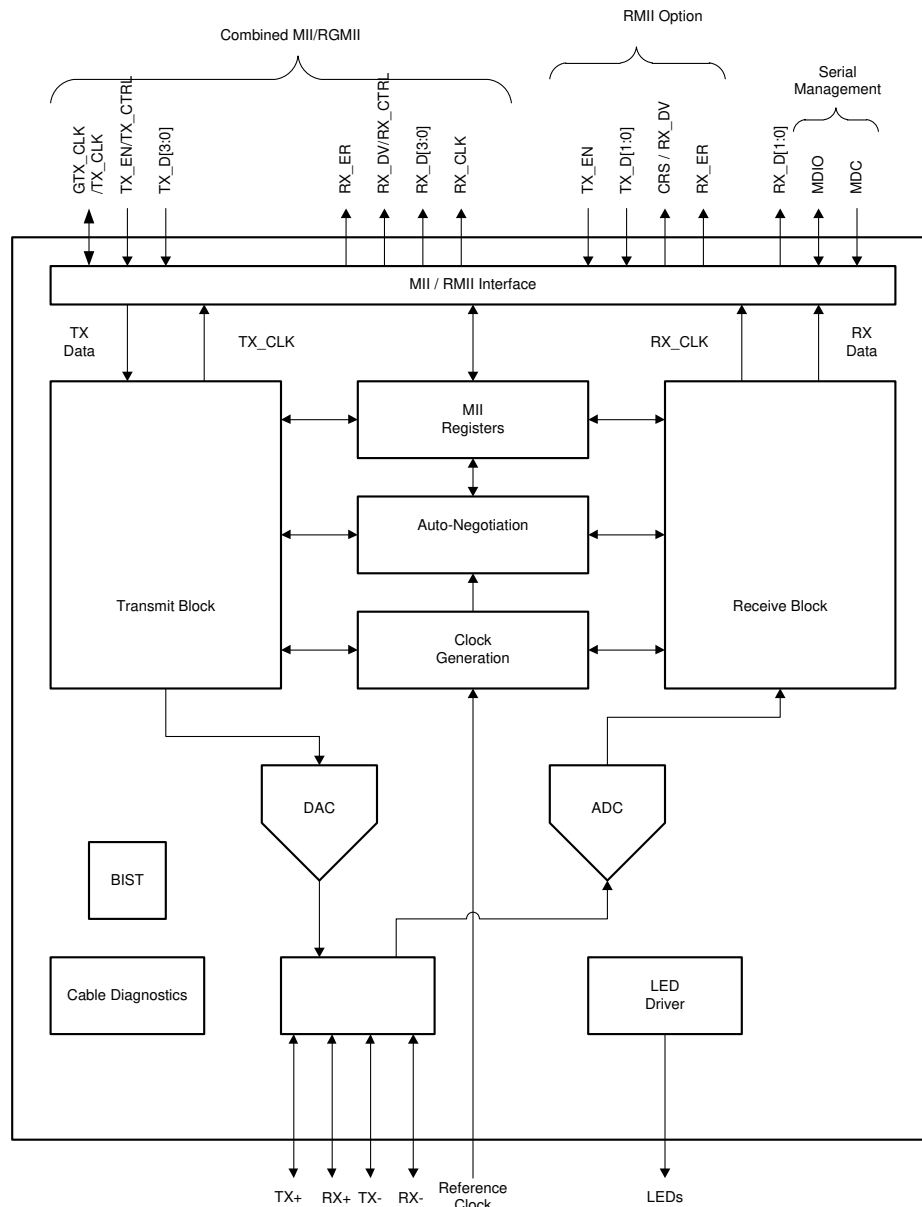 Combined MII/RGMII
RMII Option
Serial
Management
GTX_CLK
/TX_CLK
TX_EN/TX_CTRL
TX_D[3:0]
RX_ER
RX_DV/RX_CTRL
RX_D[3:0]
RX_CLK
TX_EN
TX_D[1:0]
CRS / RX_DV
RX_ER
RX_D[1:0]
MDIO
MDC
MII / RMII Interface
TX
Data
TX_CLK
RX_CLK
RX
Data
MII
Registers
Auto-Negotiation
Transmit Block
Receive Block
Clock
Generation
DAC
ADC
BIST
Cable Diagnostics
LED
Driver
TX+
RX+
TX-
RX-
Reference
Clock
LEDs